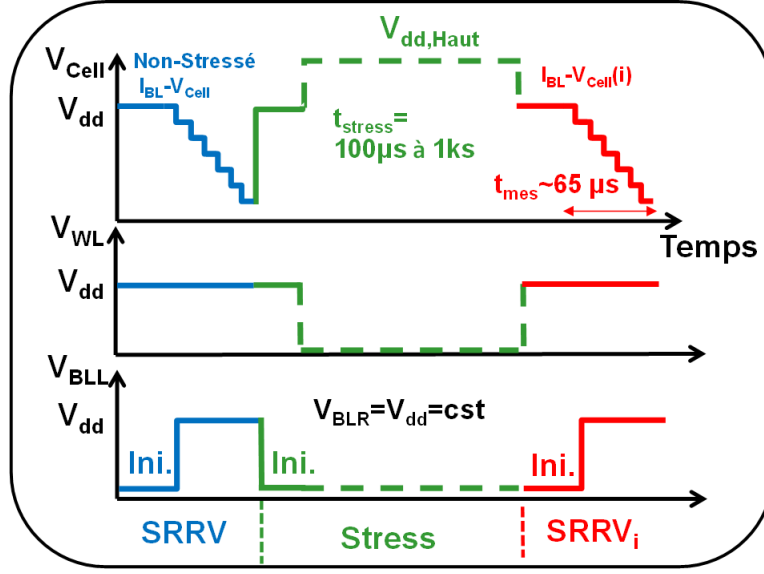 V_Cell
Non-Stressé
I_BL-V_Cell
V_dd,Haut
I_BL-V_Cell(i)
V_dd
t_stress=
100µs à 1ks
t_mes~65 µs
Temps
V_WL
V_dd
V_BLL
V_dd
V_BLR=V_dd=cst
Ini.
Ini.
Ini.
SRRV
Stress
SRRV_i